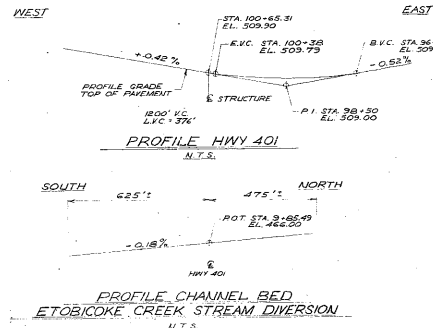 WEST
EAST
STA. 100+65.31
EL. 509.90
E.V.C. STA. 100+38
EL. 509.79
B.V.C. STA. 96
EL. 509
+0.42%
-0.52%
PROFILE GRADE
TOP OF PAVEMENT
℄ STRUCTURE
1200' V.C.
L.V.C. = 376'
P.I. STA. 98+50
EL. 509.00
PROFILE HWY 401
N.T.S.
SOUTH
NORTH
625'±
475'±
P.O.T. STA. 9+85.49
EL. 466.00
-0.18%
℄
HWY 401
PROFILE CHANNEL BED
ETOBICOKE CREEK STREAM DIVERSION
N.T.S.